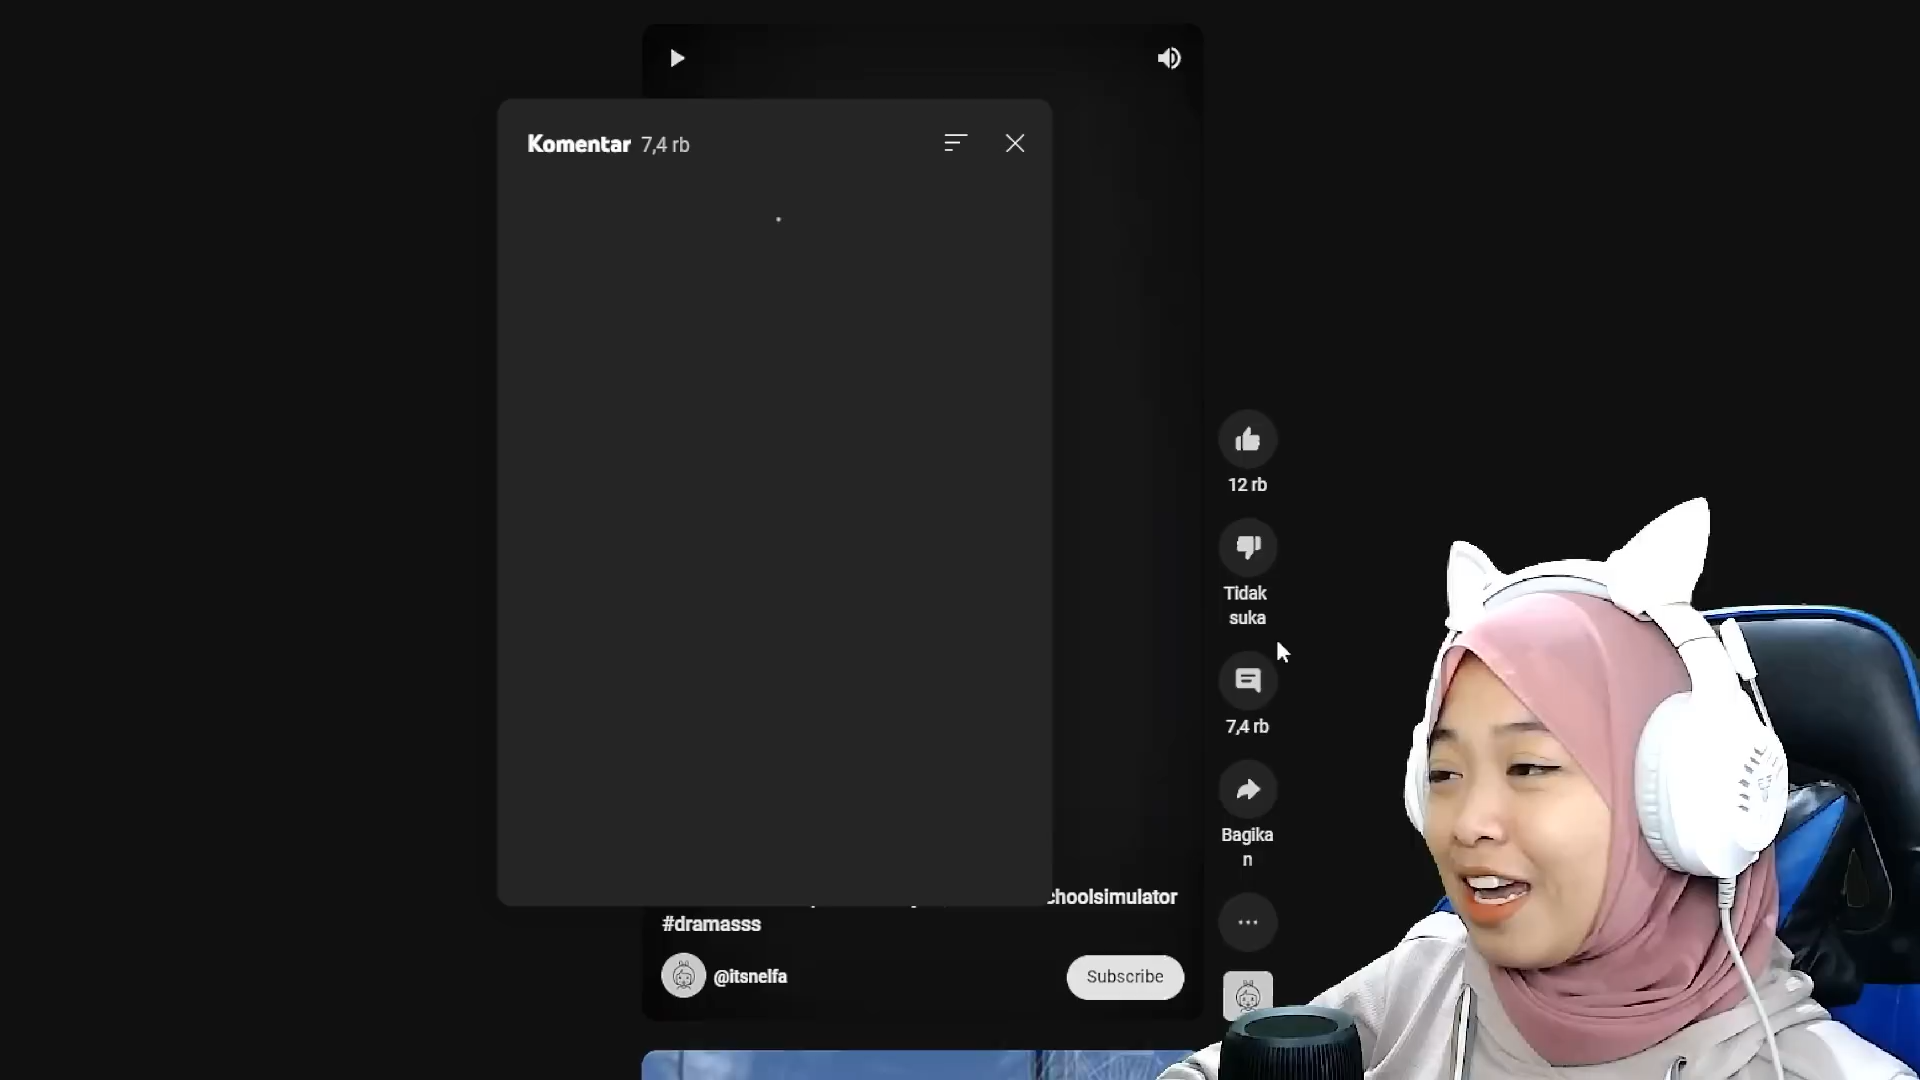 Komentar 7,4 rb
12 rb
Tidak
suka
7,4 rb
Bagika
n
choolsimulator
#dramasss
@itsnelfa
Subscribe